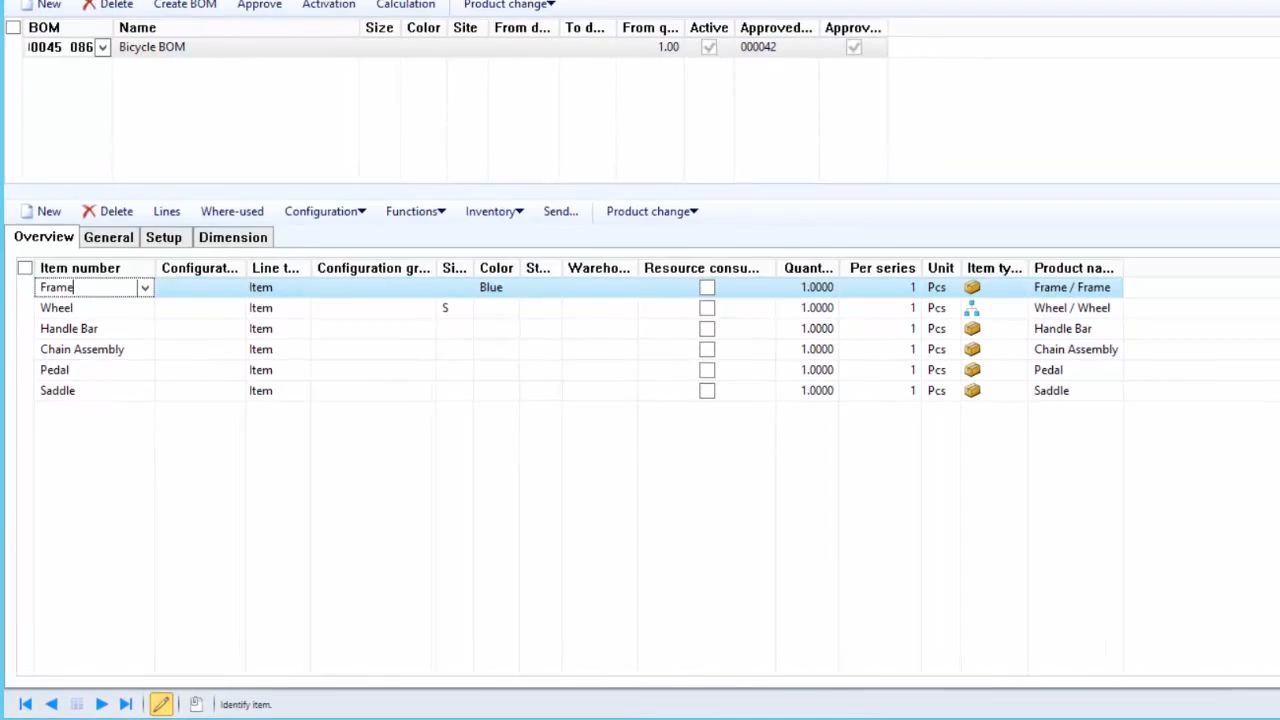 New Delete Create BOM Approve Activation Calculation Product change
BOM Name Size Color Site From d... To d... From q... Active Approved... Approv...
0045_086 Bicycle BOM 1.00 000042
New Delete Lines Where-used Configuration Functions Inventory Send... Product change
Overview General Setup Dimension
Item number Configurat... Line t... Configuration gr... Si... Color St... Wareho... Resource consu... Quant... Per series Unit Item ty... Product na...
Frame Item Blue 1.0000 1 Pcs Frame / Frame
Wheel Item S 1.0000 1 Pcs Wheel / Wheel
Handle Bar Item 1.0000 1 Pcs Handle Bar
Chain Assembly Item 1.0000 1 Pcs Chain Assembly
Pedal Item 1.0000 1 Pcs Pedal
Saddle Item 1.0000 1 Pcs Saddle
Identify item.